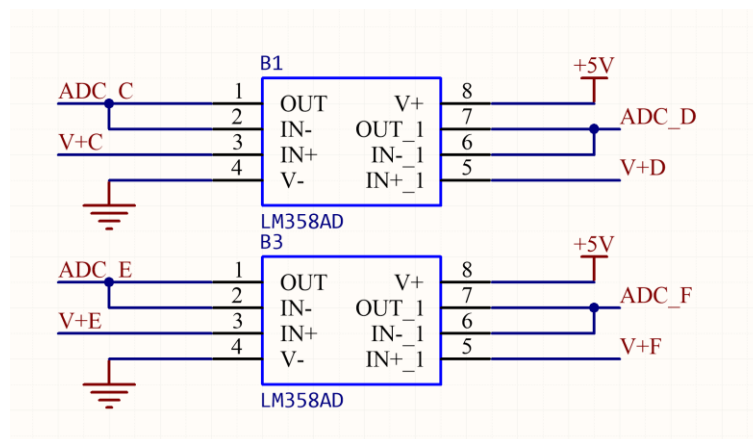 B1
+5V
ADC_C 1 OUT V+ 8
2 IN- OUT_1 7 ADC_D
V+C 3 IN+ IN-_1 6
4 V- IN+_1 5 V+D
LM358AD
B3
+5V
ADC_E 1 OUT V+ 8
2 IN- OUT_1 7 ADC_F
V+E 3 IN+ IN-_1 6
4 V- IN+_1 5 V+F
LM358AD